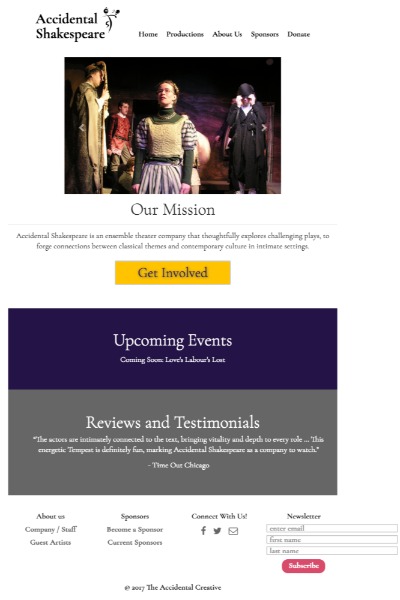 Accidental
Shakespeare
Home Productions About Us Sponsors Donate
Our Mission
Accidental Shakespeare is an ensemble theater company that thoughtfully explores challenging plays, to
forge connections between classical themes and contemporary culture in intimate settings.
Get Involved
Upcoming Events
Coming Soon: Love's Labour's Lost
Reviews and Testimonials
"The actors are intimately connected to the text, bringing vitality and depth to every role ... This
energetic Tempest is definitely fun, marking Accidental Shakespeare as a company to watch."
- Time Out Chicago
About us
Company / Staff
Guest Artists
Sponsors
Become a Sponsor
Current Sponsors
Connect With Us!
Newsletter
enter email
first name
last name
Subscribe
© 2017 The Accidental Creative